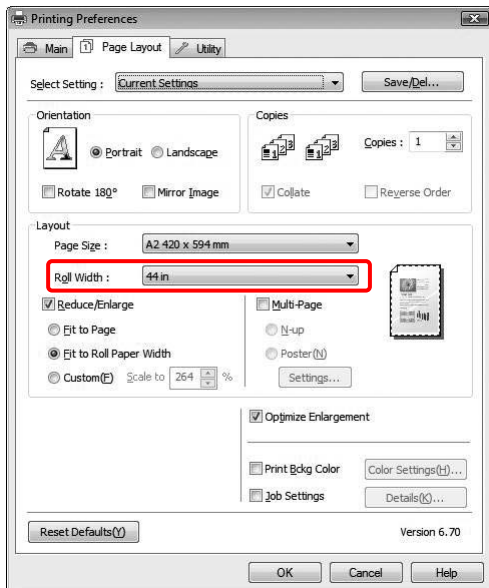 Printing Preferences
Main Page Layout Utility
Select Setting : Current Settings Save/Del...
Orientation
Portrait Landscape
Rotate 180° Mirror Image
Copies
Copies : 1
Collate Reverse Order
Layout
Page Size : A2 420 x 594 mm
Roll Width : 44 in
Reduce/Enlarge
Fit to Page
Fit to Roll Paper Width
Custom(F) Scale to 264 %
Multi-Page
N-up
Poster(N)
Settings...
Optimize Enlargement
Print Bckg Color Color Settings(H)...
Job Settings Details(K)...
Reset Defaults(Y) Version 6.70
OK Cancel Help